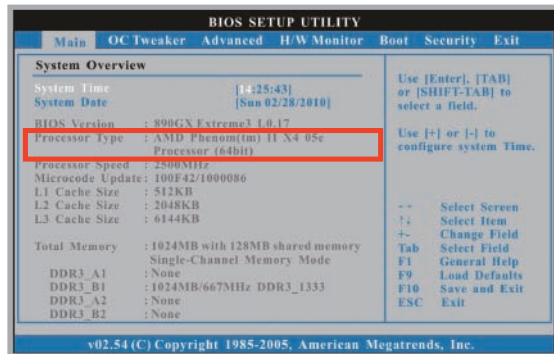 BIOS SETUP UTILITY
Main OC Tweaker Advanced H/W Monitor Boot Security Exit
System Overview
System Time [14:25:43]
System Date [Sun 02/28/2010]
BIOS Version : 890GX Extreme3 L0.17
Processor Type : AMD Phenom(tm) II X4 05e
Processor (64bit)
Processor Speed : 2500MHz
Microcode Update: 100F42/1000086
L1 Cache Size : 512KB
L2 Cache Size : 2048KB
L3 Cache Size : 6144KB
Total Memory : 1024MB with 128MB shared memory
Single-Channel Memory Mode
DDR3_A1 : None
DDR3_B1 : 1024MB/667MHz DDR3_1333
DDR3_A2 : None
DDR3_B2 : None
Use [Enter], [TAB]
or [SHIFT-TAB] to
select a field.
Use [+] or [-] to
configure system Time.
Select Screen
↑↓ Select Item
+- Change Field
Tab Select Field
F1 General Help
F9 Load Defaults
F10 Save and Exit
ESC Exit
v02.54 (C) Copyright 1985-2005, American Megatrends, Inc.